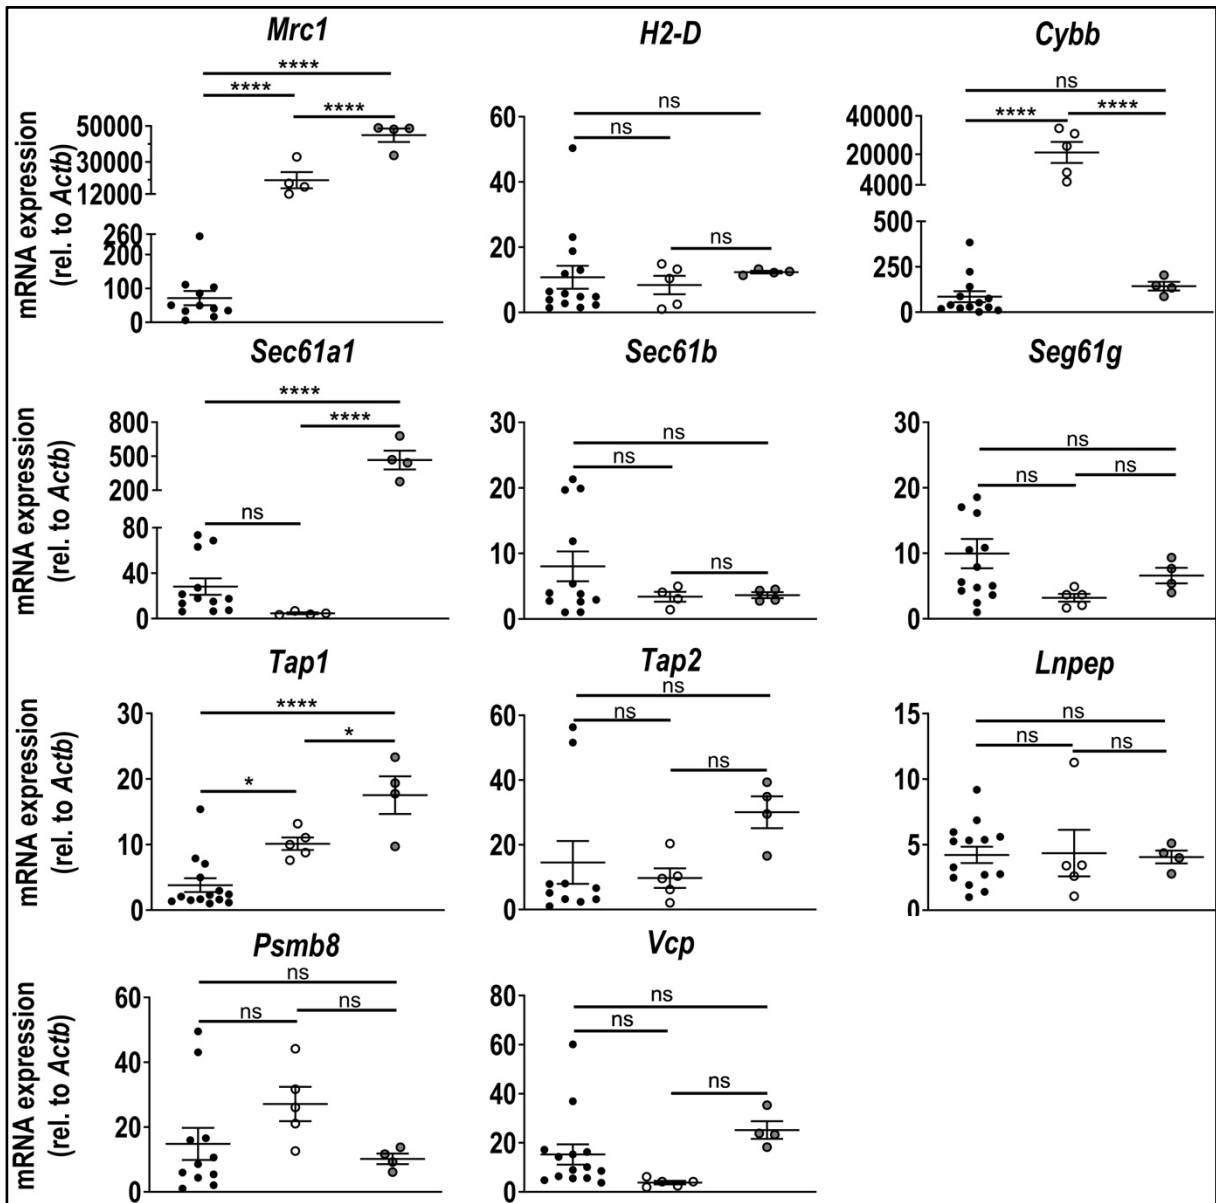 Mrc1
H2-D
Cybb
mRNA expression
(rel. to Actb)
****
****
****
50000
30000
12000
260
200
100
0
ns
ns
ns
60
40
20
0
ns
****
****
40000
20000
4000
500
250
0
Sec61a1
Sec61b
Seg61g
mRNA expression
(rel. to Actb)
****
****
ns
800
500
200
80
40
0
ns
ns
ns
30
20
10
0
ns
ns
ns
30
20
10
0
Tap1
Tap2
Lnpep
mRNA expression
(rel. to Actb)
****
*
*
30
20
10
0
ns
ns
ns
60
40
20
0
ns
ns
ns
15
10
5
0
Psmb8
Vcp
mRNA expression
(rel. to Actb)
ns
ns
ns
60
40
20
0
ns
ns
ns
80
60
40
20
0